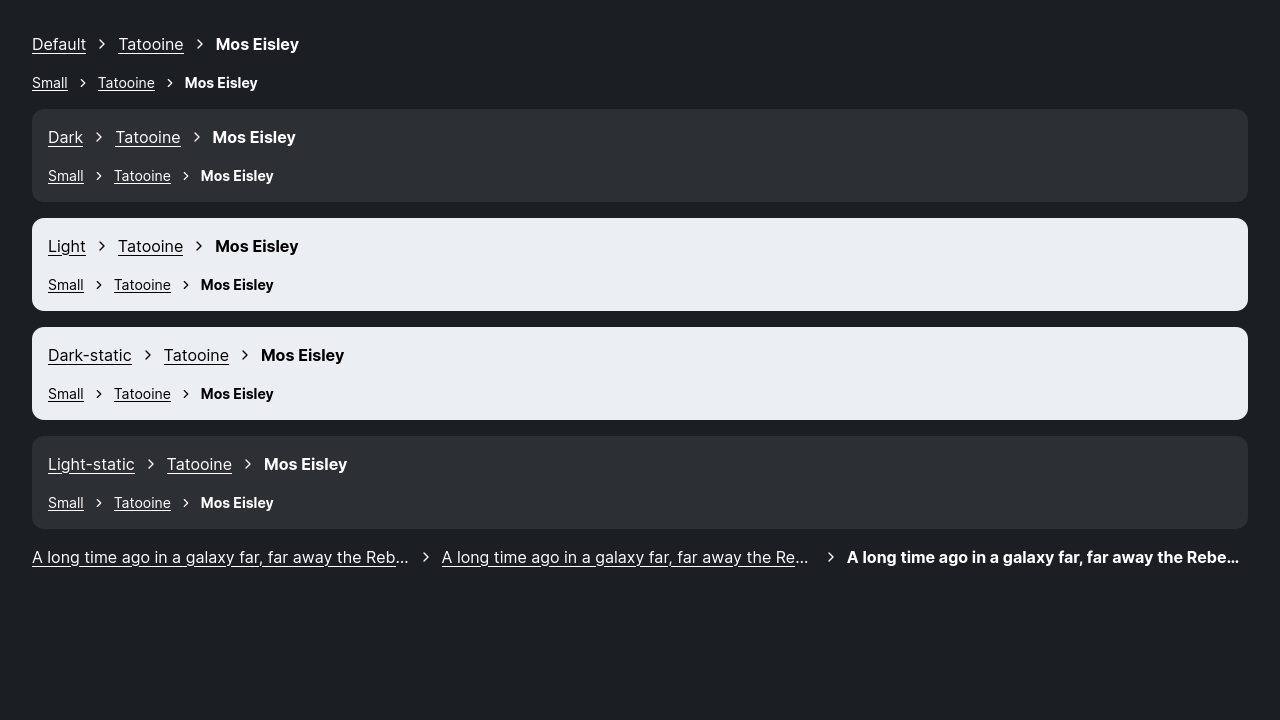 Default > Tatooine > Mos Eisley
Small > Tatooine > Mos Eisley
Dark > Tatooine > Mos Eisley
Small > Tatooine > Mos Eisley
Light > Tatooine > Mos Eisley
Small > Tatooine > Mos Eisley
Dark-static > Tatooine > Mos Eisley
Small > Tatooine > Mos Eisley
Light-static > Tatooine > Mos Eisley
Small > Tatooine > Mos Eisley
A long time ago in a galaxy far, far away the Reb... > A long time ago in a galaxy far, far away the Re... > A long time ago in a galaxy far, far away the Rebe...